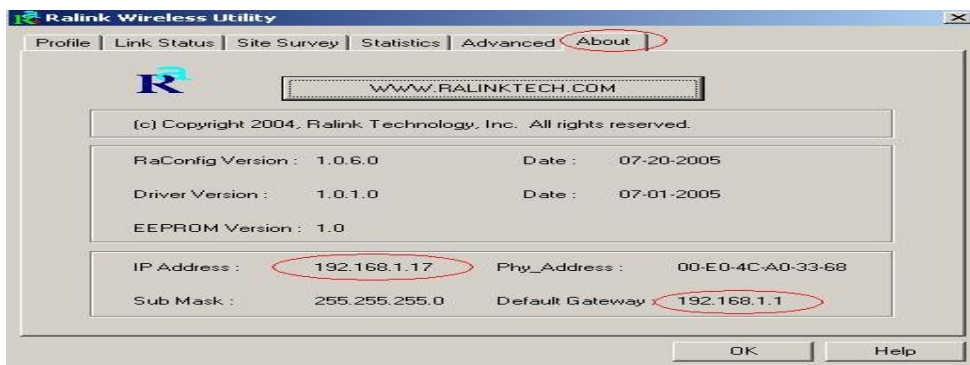 Ralink Wireless Utility
Profile Link Status Site Survey Statistics Advanced About
WWW.RALINKTECH.COM
(c) Copyright 2004, Ralink Technology, Inc. All rights reserved.
RaConfig Version : 1.0.6.0 Date : 07-20-2005
Driver Version : 1.0.1.0 Date : 07-01-2005
EEPROM Version : 1.0
IP Address : 192.168.1.17 Phy_Address : 00-E0-4C-A0-33-68
Sub Mask : 255.255.255.0 Default Gateway : 192.168.1.1
OK Help